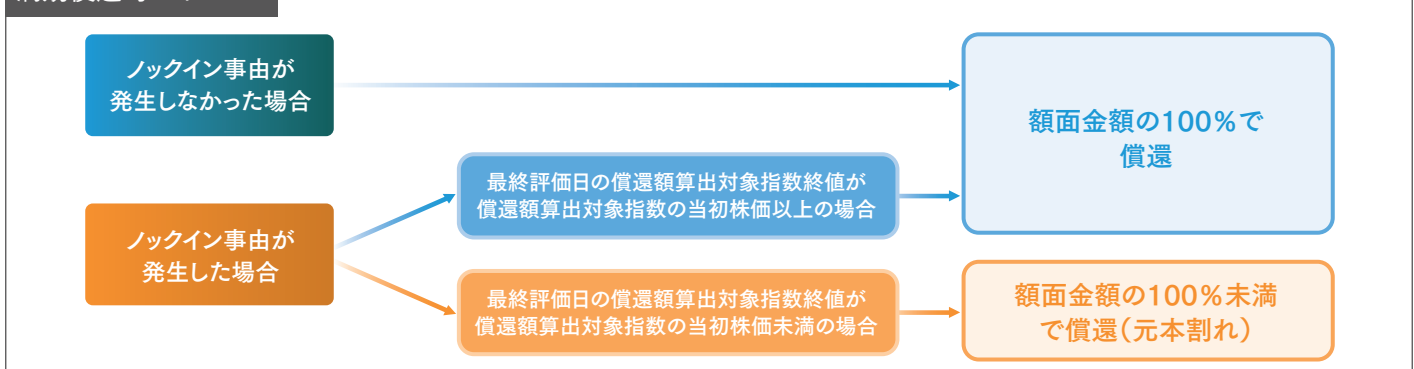 ノックイン事由が
発生しなかった場合
額面金額の100%で
償還
最終評価日の償還額算出対象指数終値が
償還額算出対象指数の当初株価以上の場合
ノックイン事由が
発生した場合
最終評価日の償還額算出対象指数終値が
償還額算出対象指数の当初株価未満の場合
額面金額の100%未満
で償還(元本割れ)